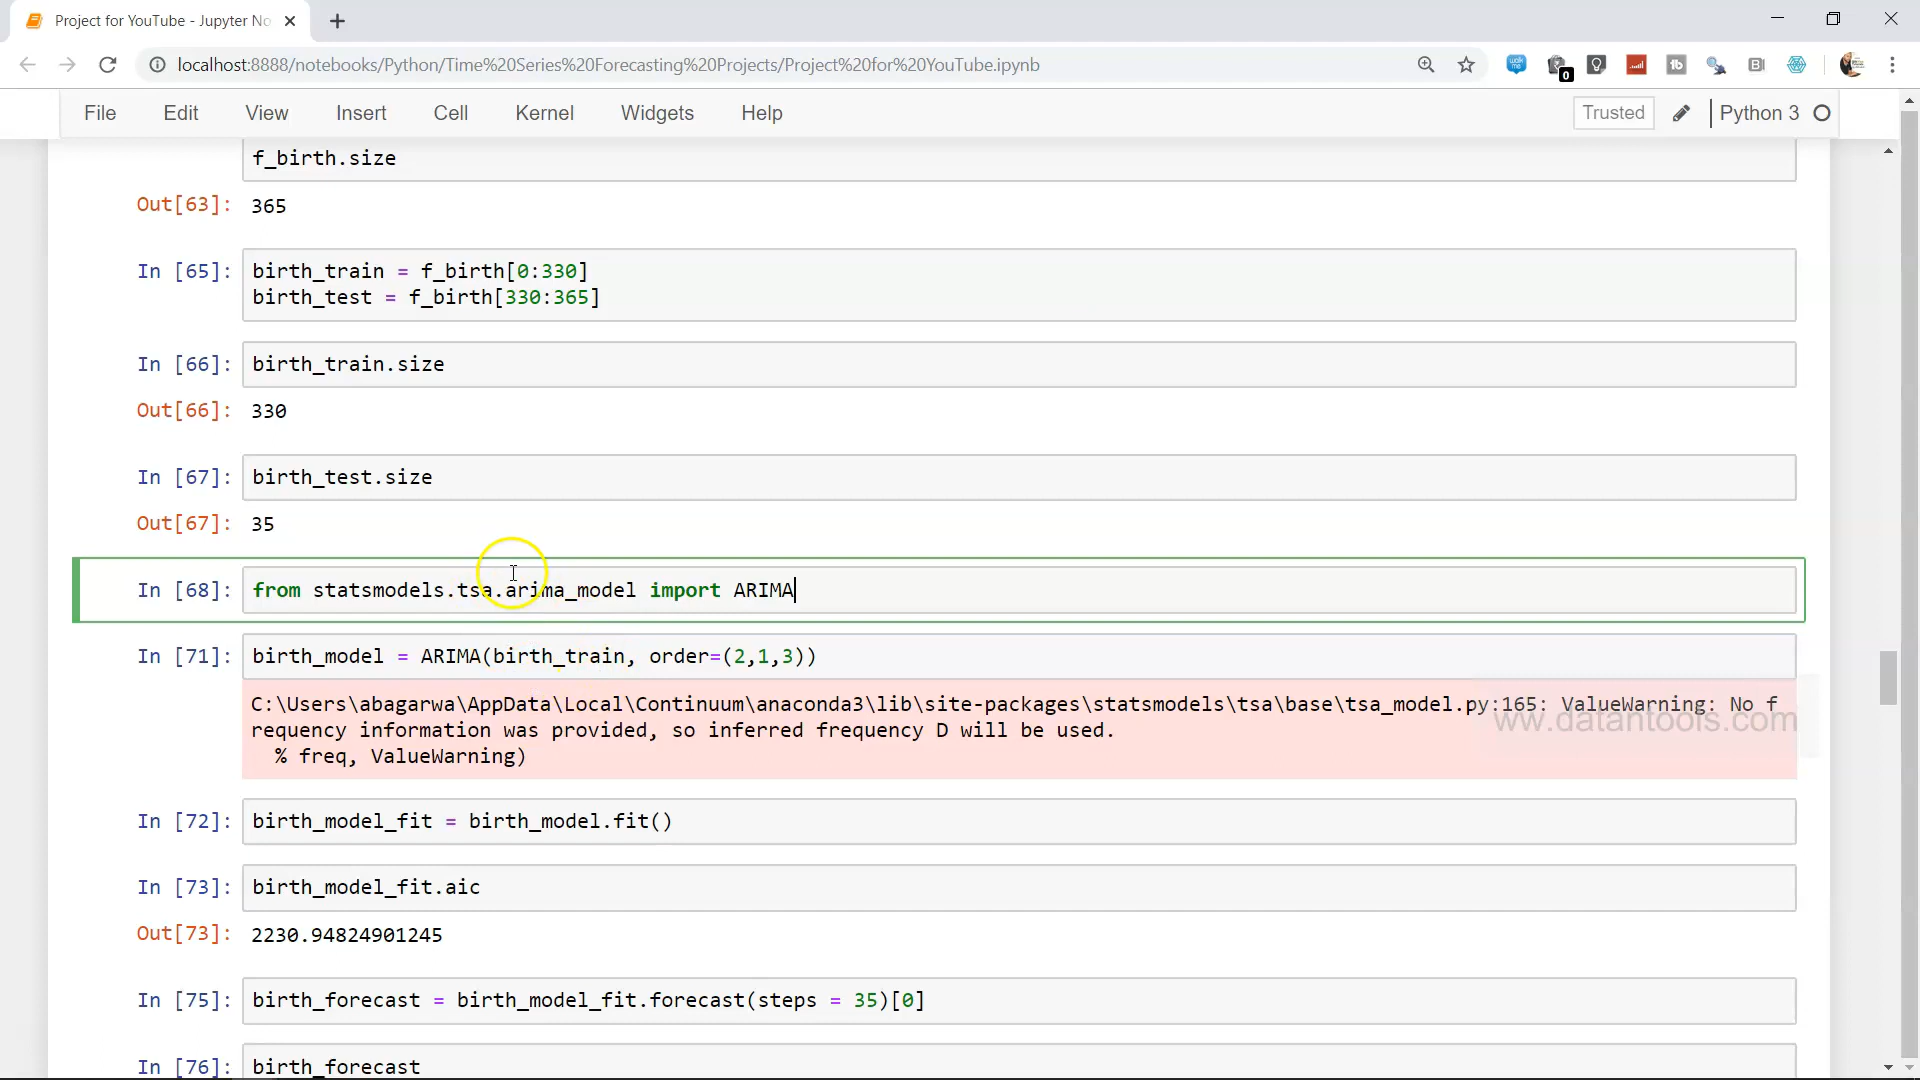 Project for YouTube - Jupyter No
localhost:8888/notebooks/Python/Time%20Series%20Forecasting%20Projects/Project%20for%20YouTube.ipynb
0
File Edit View Insert Cell Kernel Widgets Help Trusted Python 3
f_birth.size
Out[63]: 365
In [65]: birth_train = f_birth[0:330]
birth_test = f_birth[330:365]
In [66]: birth_train.size
Out[66]: 330
In [67]: birth_test.size
Out[67]: 35
In [68]: from statsmodels.tsa.arima_model import ARIMA
In [71]: birth_model = ARIMA(birth_train, order=(2,1,3))
C:\Users\abagarwa\AppData\Local\Continuum\anaconda3\lib\site-packages\statsmodels\tsa\base\tsa_model.py:165: ValueWarning: No f
requency information was provided, so inferred frequency D will be used.
% freq, ValueWarning)
ww.datantools.com
In [72]: birth_model_fit = birth_model.fit()
In [73]: birth_model_fit.aic
Out[73]: 2230.94824901245
In [75]: birth_forecast = birth_model_fit.forecast(steps = 35)[0]
In [76]: birth_forecast